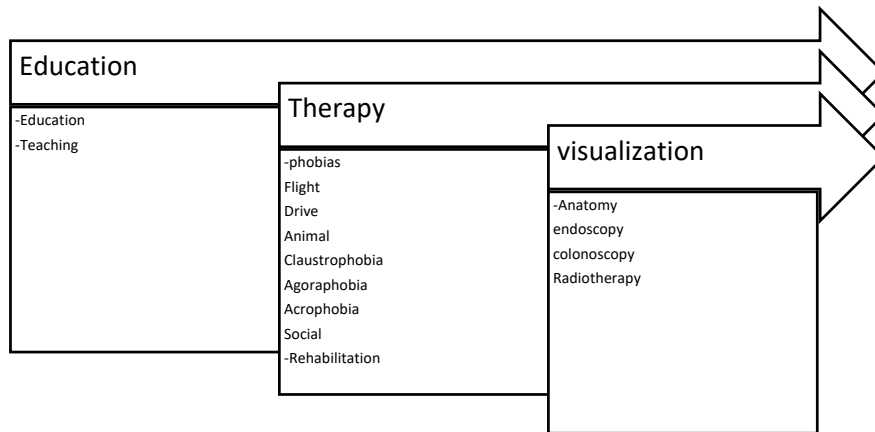 Education
-Education
-Teaching
Therapy
-phobias
Flight
Drive
Animal
Claustrophobia
Agoraphobia
Acrophobia
Social
-Rehabilitation
visualization
-Anatomy
endoscopy
colonoscopy
Radiotherapy